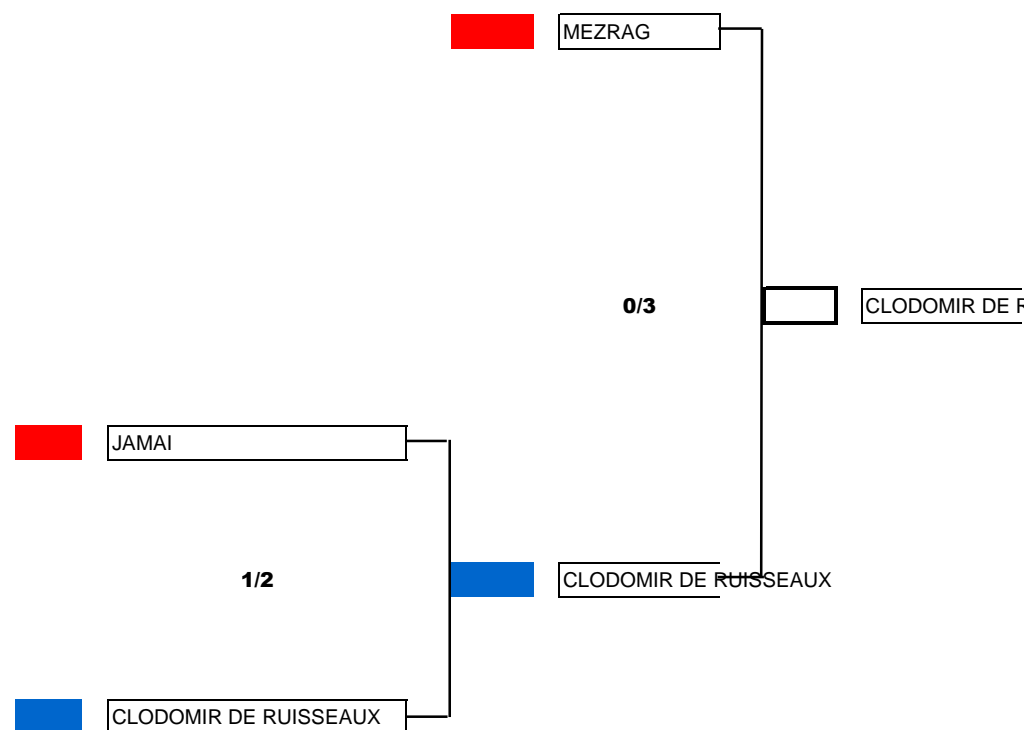 MEZRAG
0/3
CLODOMIR DE R
JAMAI
1/2
CLODOMIR DE RUISSEAUX
CLODOMIR DE RUISSEAUX